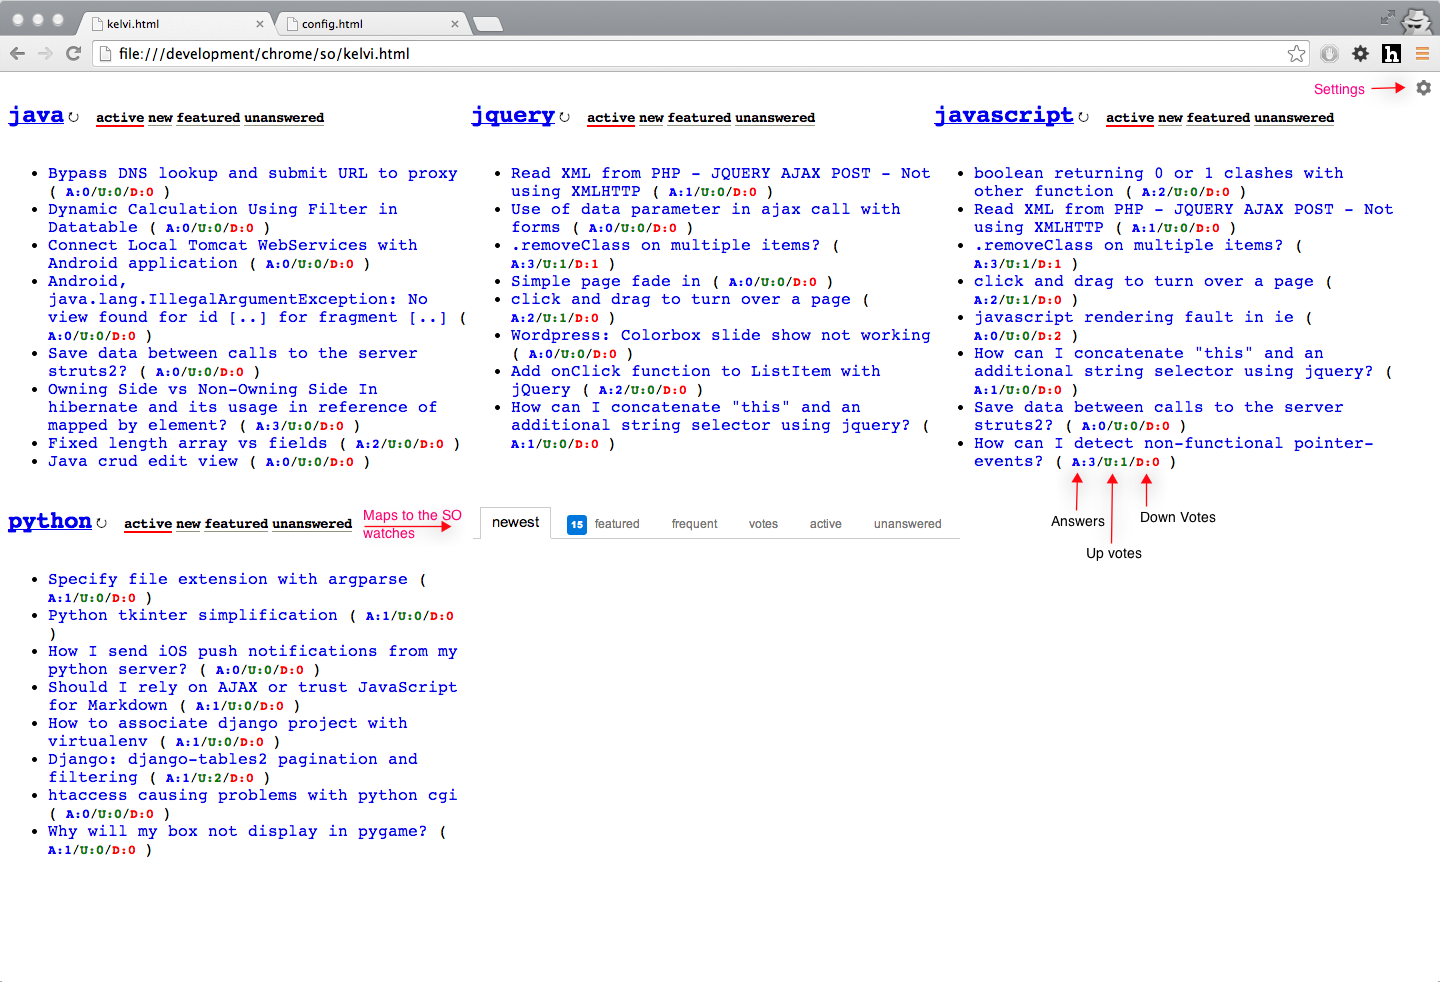 kelvi.html
config.html
file:///development/chrome/so/kelvi.html
Settings
java active new featured unanswered
Bypass DNS lookup and submit URL to proxy
( A:0/U:0/D:0 )
Dynamic Calculation Using Filter in
Datatable ( A:0/U:0/D:0 )
Connect Local Tomcat WebServices with
Android application ( A:0/U:0/D:0 )
Android,
java.lang.IllegalArgumentException: No
view found for id [..] for fragment [..] (
A:0/U:0/D:0 )
Save data between calls to the server
struts2? ( A:0/U:0/D:0 )
Owning Side vs Non-Owning Side In
hibernate and its usage in reference of
mapped by element? ( A:3/U:0/D:0 )
Fixed length array vs fields ( A:2/U:0/D:0 )
Java crud edit view ( A:0/U:0/D:0 )
jquery active new featured unanswered
Read XML from PHP - JQUERY AJAX POST - Not
using XMLHTTP ( A:1/U:0/D:0 )
Use of data parameter in ajax call with
forms ( A:0/U:0/D:0 )
.removeClass on multiple items? (
A:3/U:1/D:1 )
Simple page fade in ( A:0/U:0/D:0 )
click and drag to turn over a page (
A:2/U:1/D:0 )
Wordpress: Colorbox slide show not working
( A:0/U:0/D:0 )
Add onClick function to ListItem with
jQuery ( A:2/U:0/D:0 )
How can I concatenate "this" and an
additional string selector using jquery? (
A:1/U:0/D:0 )
javascript active new featured unanswered
boolean returning 0 or 1 clashes with
other function ( A:2/U:0/D:0 )
Read XML from PHP - JQUERY AJAX POST - Not
using XMLHTTP ( A:1/U:0/D:0 )
.removeClass on multiple items? (
A:3/U:1/D:1 )
click and drag to turn over a page (
A:2/U:1/D:0 )
javascript rendering fault in ie (
A:0/U:0/D:2 )
How can I concatenate "this" and an
additional string selector using jquery? (
A:1/U:0/D:0 )
Save data between calls to the server
struts2? ( A:0/U:0/D:0 )
How can I detect non-functional pointer-
events? ( A:3/U:1/D:0 )
Answers
Down Votes
Up votes
python active new featured unanswered
Maps to the SO
watches
newest 15 featured frequent votes active unanswered
Specify file extension with argparse (
A:1/U:0/D:0 )
Python tkinter simplification ( A:1/U:0/D:0
)
How I send iOS push notifications from my
python server? ( A:0/U:0/D:0 )
Should I rely on AJAX or trust JavaScript
for Markdown ( A:1/U:0/D:0 )
How to associate django project with
virtualenv ( A:1/U:0/D:0 )
Django: django-tables2 pagination and
filtering ( A:1/U:2/D:0 )
htaccess causing problems with python cgi
( A:0/U:0/D:0 )
Why will my box not display in pygame? (
A:1/U:0/D:0 )